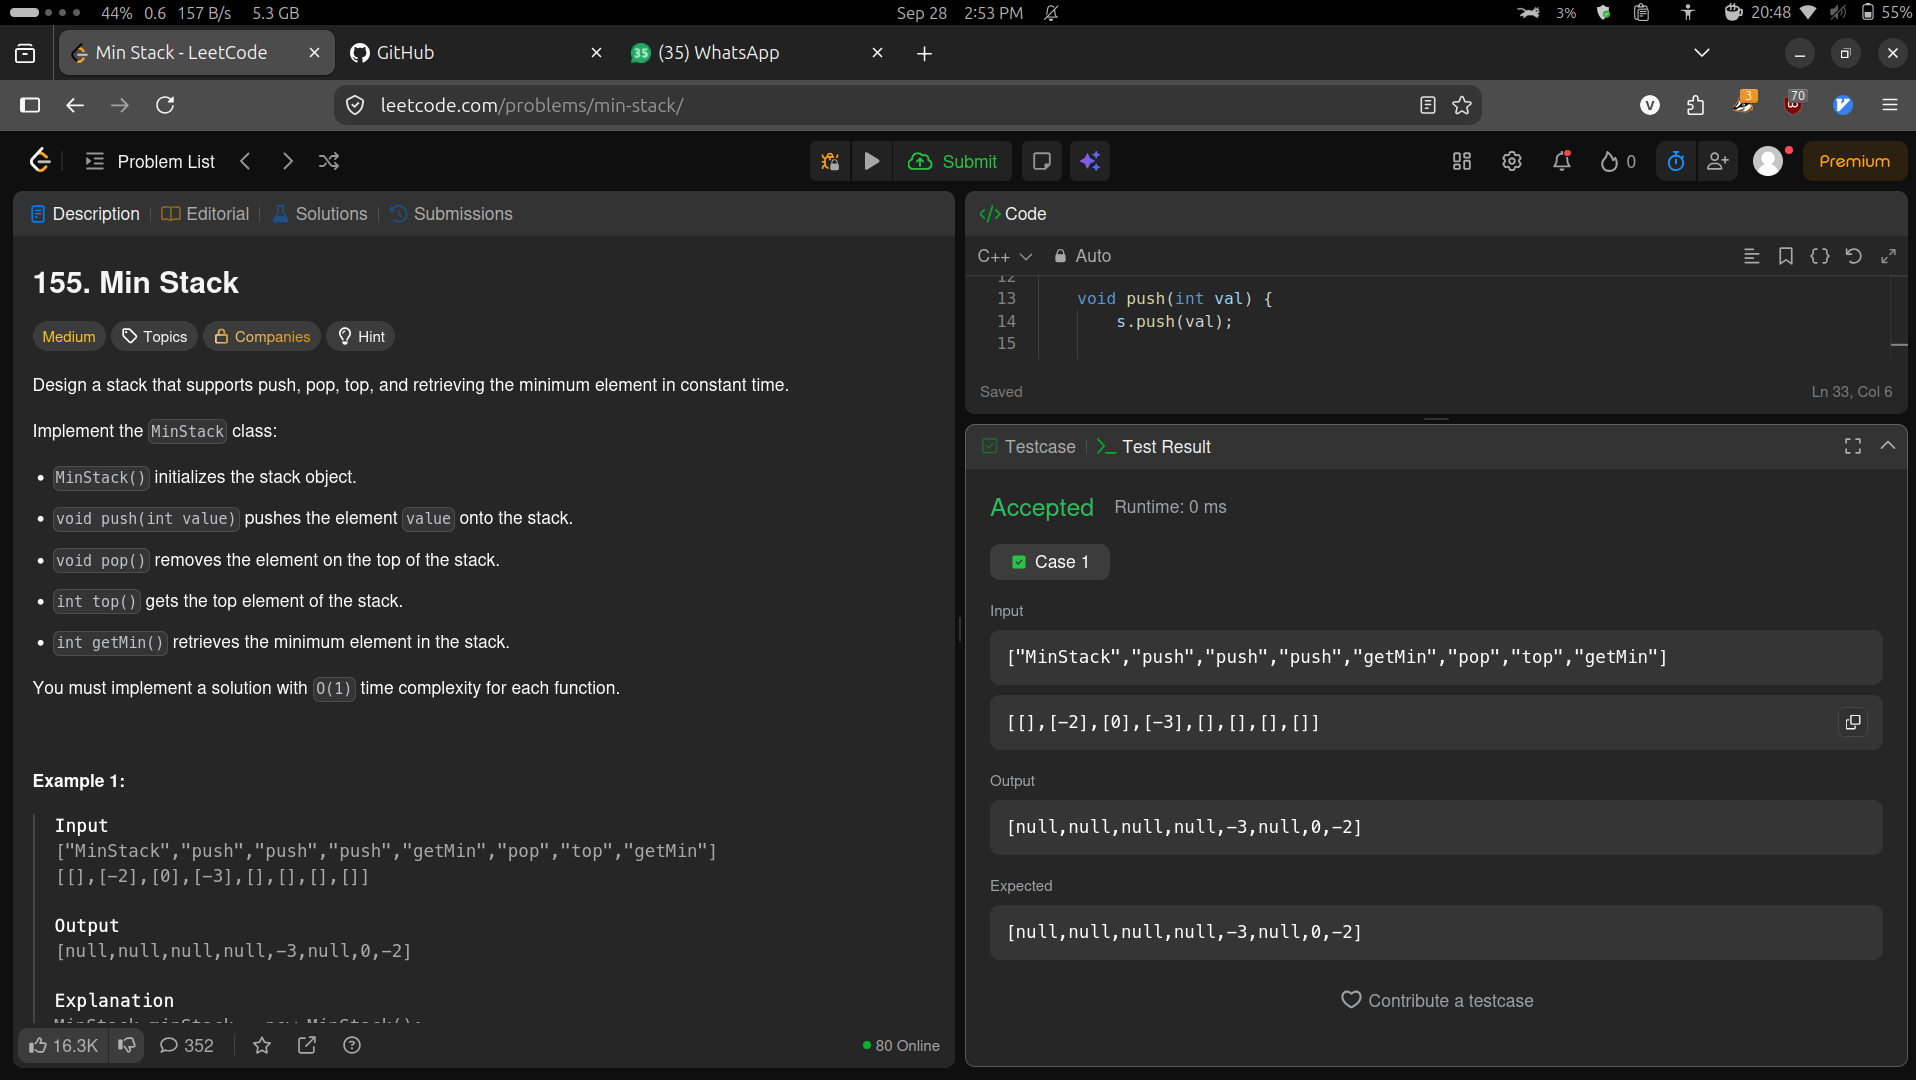 44% 0.6 157 B/s 5.3 GB Sep 28 2:53 PM 3% 20:48 55%
Min Stack - LeetCode GitHub 35 (35) WhatsApp
leetcode.com/problems/min-stack/ V 3 70
Problem List Submit 0 Premium
Description Editorial Solutions Submissions
155. Min Stack
Medium Topics Companies Hint
Design a stack that supports push, pop, top, and retrieving the minimum element in constant time.
Implement the MinStack class:
• MinStack() initializes the stack object.
• void push(int value) pushes the element value onto the stack.
• void pop() removes the element on the top of the stack.
• int top() gets the top element of the stack.
• int getMin() retrieves the minimum element in the stack.
You must implement a solution with O(1) time complexity for each function.
Example 1:
Input
["MinStack","push","push","push","getMin","pop","top","getMin"]
[[],[-2],[0],[-3],[],[],[],[]]
Output
[null,null,null,null,-3,null,0,-2]
Explanation
MinStack minStack = new MinStack();
16.3K 352 80 Online
</> Code
C++ Auto
12
13 void push(int val) {
14 s.push(val);
15
Saved Ln 33, Col 6
Testcase Test Result
Accepted Runtime: 0 ms
Case 1
Input
["MinStack","push","push","push","getMin","pop","top","getMin"]
[[],[-2],[0],[-3],[],[],[],[]]
Output
[null,null,null,null,-3,null,0,-2]
Expected
[null,null,null,null,-3,null,0,-2]
Contribute a testcase